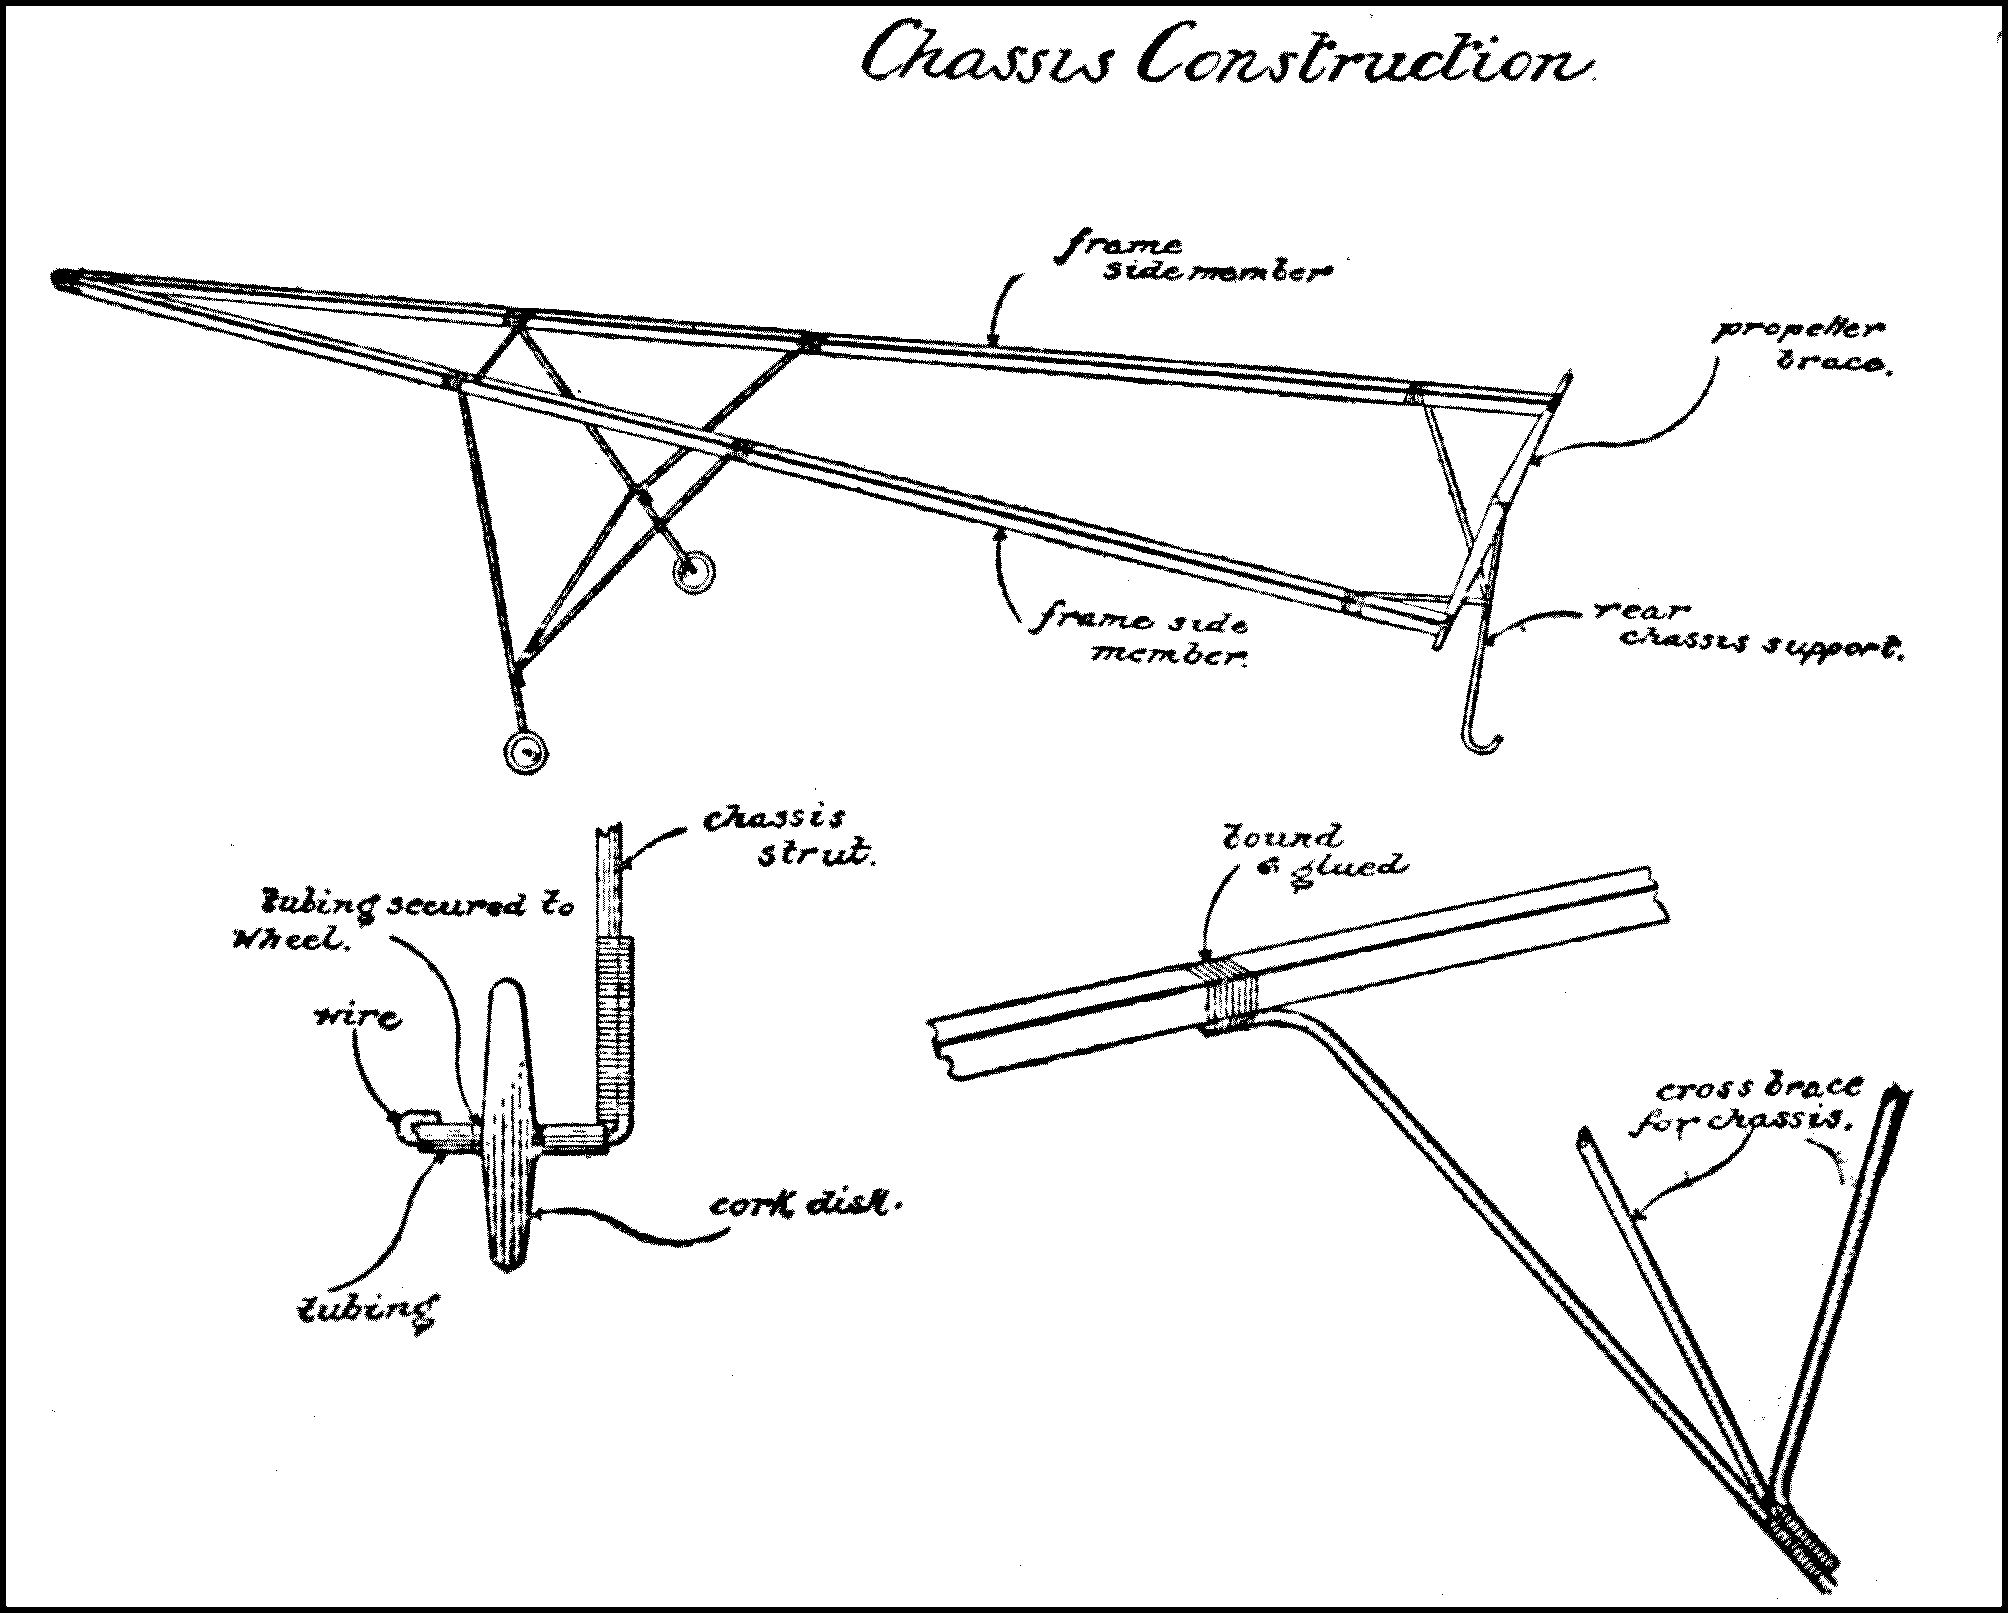 Chassis Construction
frame
side member
propeller
brace.
frame side
member.
rear
chassis support.
chassis
strut.
tubing secured to
wheel.
wire
tubing
cork disk.
bound
& glued
cross brace
for chassis.